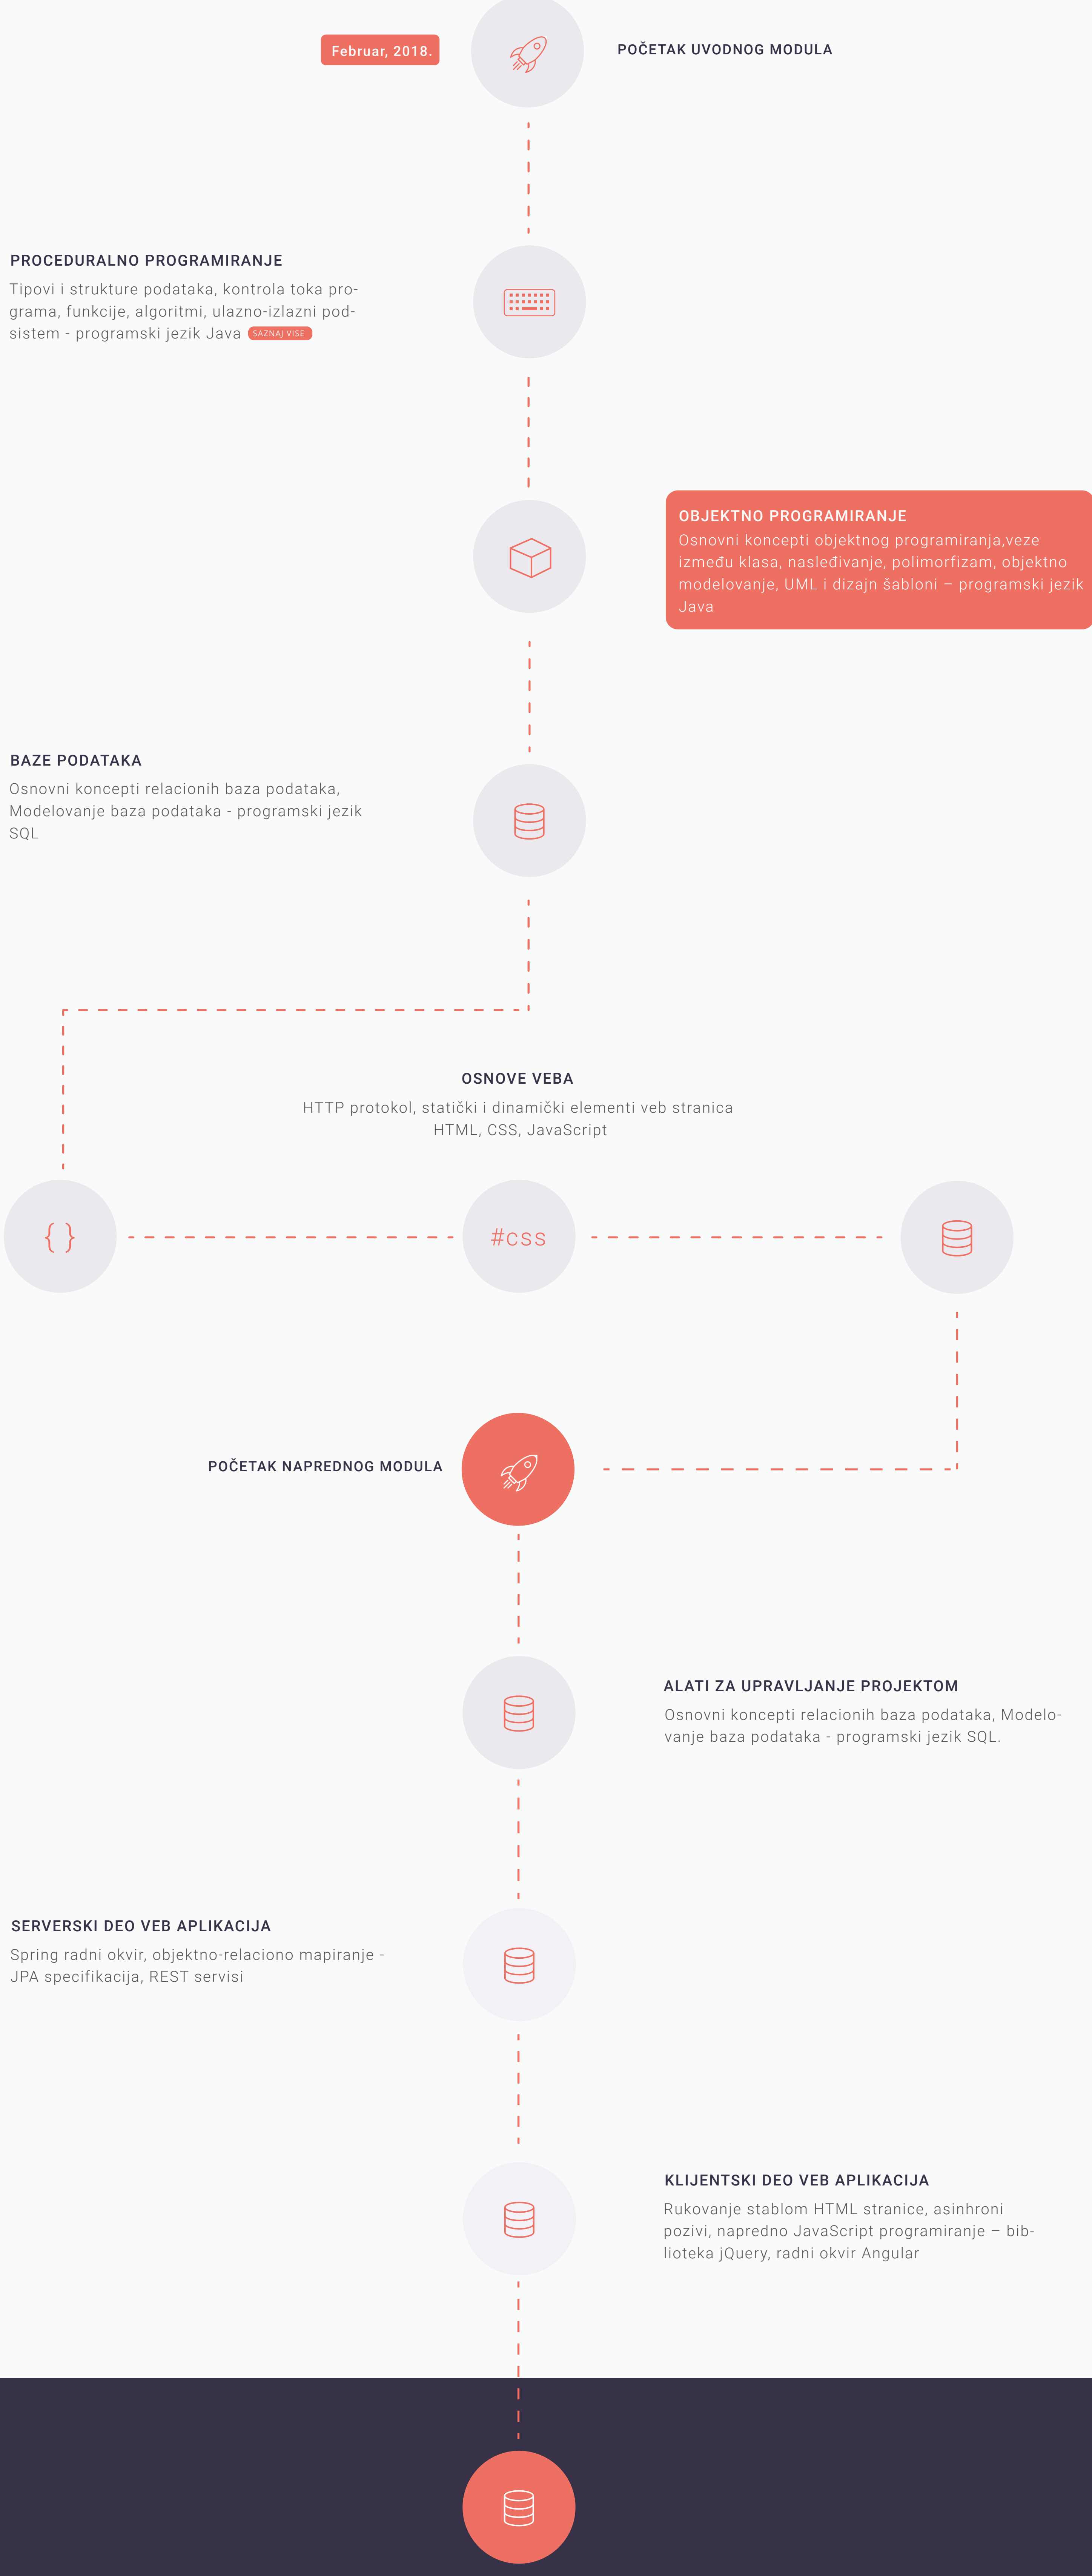 Februar, 2018.
POČETAK UVODNOG MODULA
PROCEDURALNO PROGRAMIRANJE
Tipovi i strukture podataka, kontrola toka pro-
grama, funkcije, algoritmi, ulazno-izlazni pod-
sistem - programski jezik Java SAZNAJ VISE
OBJEKTNO PROGRAMIRANJE
Osnovni koncepti objektnog programiranja,veze
između klasa, nasleđivanje, polimorfizam, objektno
modelovanje, UML i dizajn šabloni – programski jezik
Java
BAZE PODATAKA
Osnovni koncepti relacionih baza podataka,
Modelovanje baza podataka - programski jezik
SQL
OSNOVE VEBA
HTTP protokol, statički i dinamički elementi veb stranica
HTML, CSS, JavaScript
{ }
#css
POČETAK NAPREDNOG MODULA
ALATI ZA UPRAVLJANJE PROJEKTOM
Osnovni koncepti relacionih baza podataka, Modelo-
vanje baza podataka - programski jezik SQL.
SERVERSKI DEO VEB APLIKACIJA
Spring radni okvir, objektno-relaciono mapiranje -
JPA specifikacija, REST servisi
KLIJENTSKI DEO VEB APLIKACIJA
Rukovanje stablom HTML stranice, asinhroni
pozivi, napredno JavaScript programiranje – bib-
lioteka jQuery, radni okvir Angular